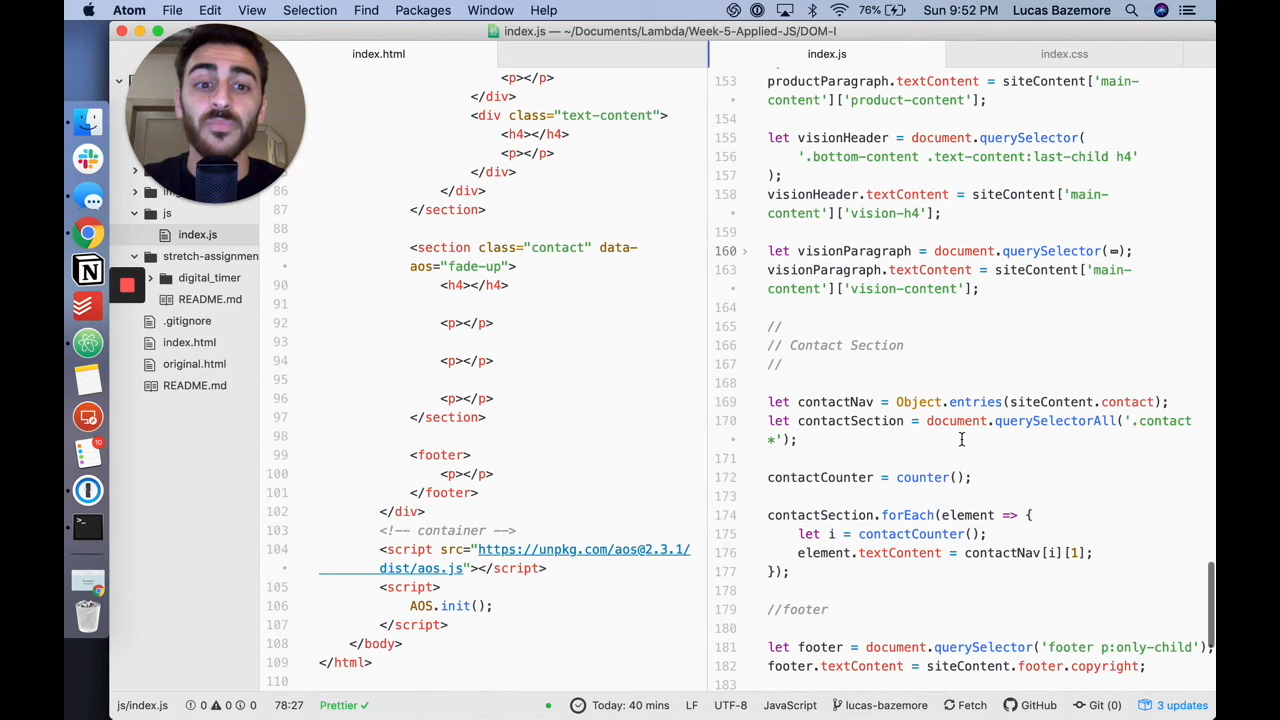 Atom File Edit View Selection Find Packages Window Help 76% Sun 9:52 PM Lucas Bazemore
index.js — ~/Documents/Lambda/Week-5-Applied-JS/DOM-I
index.html index.js index.css
js
index.js
stretch-assignmen
digital_timer
README.md
.gitignore
index.html
original.html
README.md
<p></p>
</div>
<div class="text-content">
<h4></h4>
<p></p>
</div>
86 </div>
87 </section>
88
89 <section class="contact" data-
aos="fade-up">
90 <h4></h4>
91
92 <p></p>
93
94 <p></p>
95
96 <p></p>
97 </section>
98
99 <footer>
100 <p></p>
101 </footer>
102 </div>
103 <!-- container -->
104 <script src="https://unpkg.com/aos@2.3.1/
dist/aos.js"></script>
105 <script>
106 AOS.init();
107 </script>
108 </body>
109 </html>
110
153 productParagraph.textContent = siteContent['main-
content']['product-content'];
154
155 let visionHeader = document.querySelector(
156 '.bottom-content .text-content:last-child h4'
157 );
158 visionHeader.textContent = siteContent['main-
content']['vision-h4'];
159
160 let visionParagraph = document.querySelector(…);
163 visionParagraph.textContent = siteContent['main-
content']['vision-content'];
164
165 //
166 // Contact Section
167 //
168
169 let contactNav = Object.entries(siteContent.contact);
170 let contactSection = document.querySelectorAll('.contact
*');
171
172 contactCounter = counter();
173
174 contactSection.forEach(element => {
175 let i = contactCounter();
176 element.textContent = contactNav[i][1];
177 });
178
179 //footer
180
181 let footer = document.querySelector('footer p:only-child');
182 footer.textContent = siteContent.footer.copyright;
183
js/index.js 0 0 0 Prettier ✓ 78:27 Today: 40 mins LF UTF-8 JavaScript lucas-bazemore Fetch GitHub Git (0) 3 updates